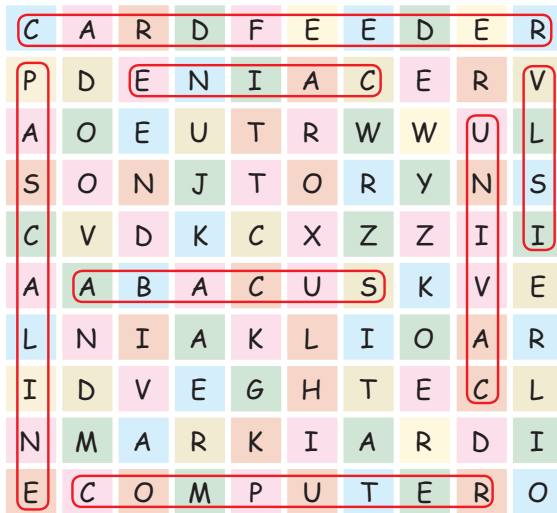 C A R D F E E D E R
P D E N I A C E R V
A O E U T R W W U L
S O N J T O R Y N S
C V D K C X Z Z I I
A A B A C U S K V E
L N I A K L I O A R
I D V E G H T E C L
N M A R K I A R D I
E C O M P U T E R O